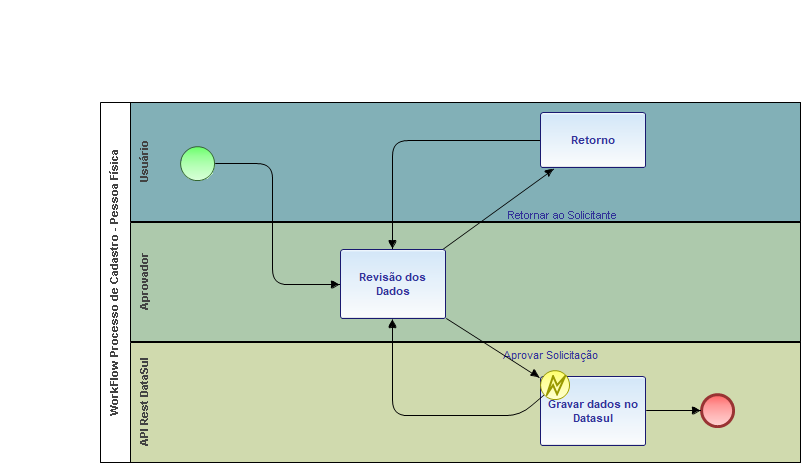 WorkFlow Processo de Cadastro - Pessoa Física
Usuário
Retorno
Retornar ao Solicitante
Aprovador
Revisão dos
Dados
Aprovar Solicitação
API Rest DataSul
Gravar dados no
Datasul